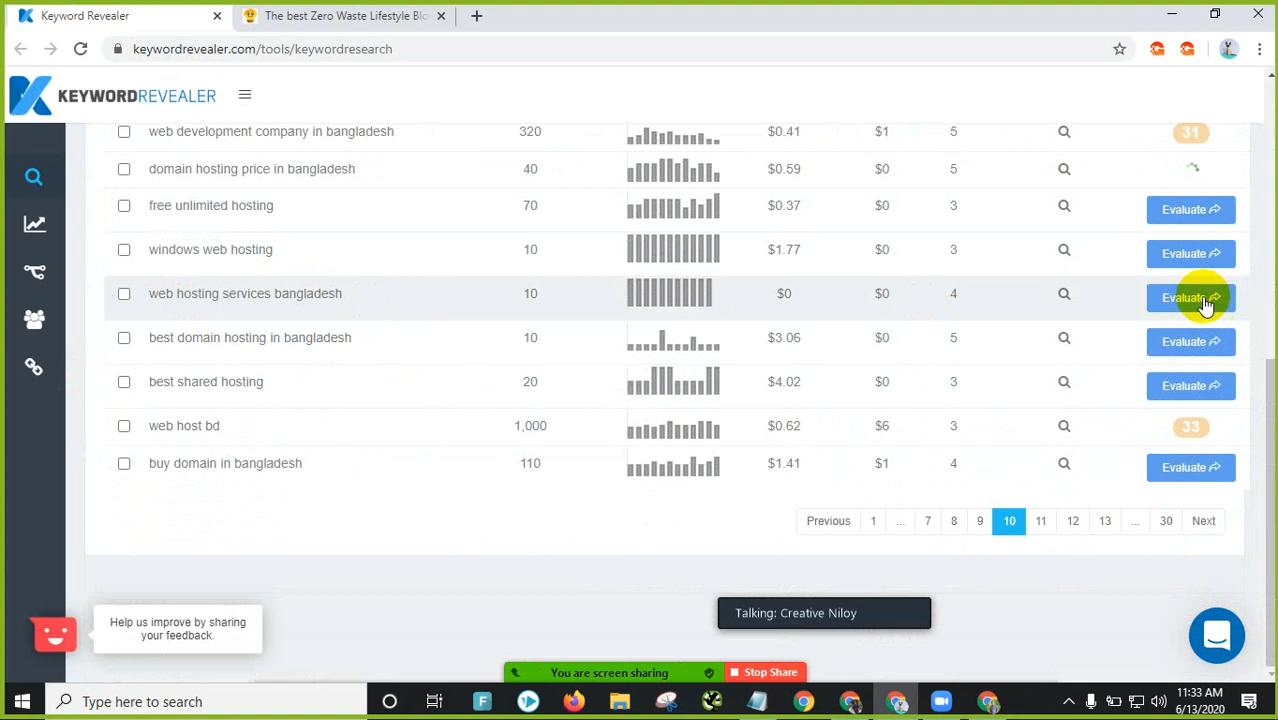 Keyword Revealer
The best Zero Waste Lifestyle Blo
keywordrevealer.com/tools/keywordresearch
KEYWORDREVEALER
web development company in bangladesh 320 $0.41 $1 5 31
domain hosting price in bangladesh 40 $0.59 $0 5
free unlimited hosting 70 $0.37 $0 3 Evaluate
windows web hosting 10 $1.77 $0 3 Evaluate
web hosting services bangladesh 10 $0 $0 4 Evaluate
best domain hosting in bangladesh 10 $3.06 $0 5 Evaluate
best shared hosting 20 $4.02 $0 3 Evaluate
web host bd 1,000 $0.62 $6 3 33
buy domain in bangladesh 110 $1.41 $1 4 Evaluate
Previous 1 ... 7 8 9 10 11 12 13 ... 30 Next
Help us improve by sharing
your feedback.
Talking: Creative Niloy
You are screen sharing Stop Share
Type here to search
11:33 AM
6/13/2020